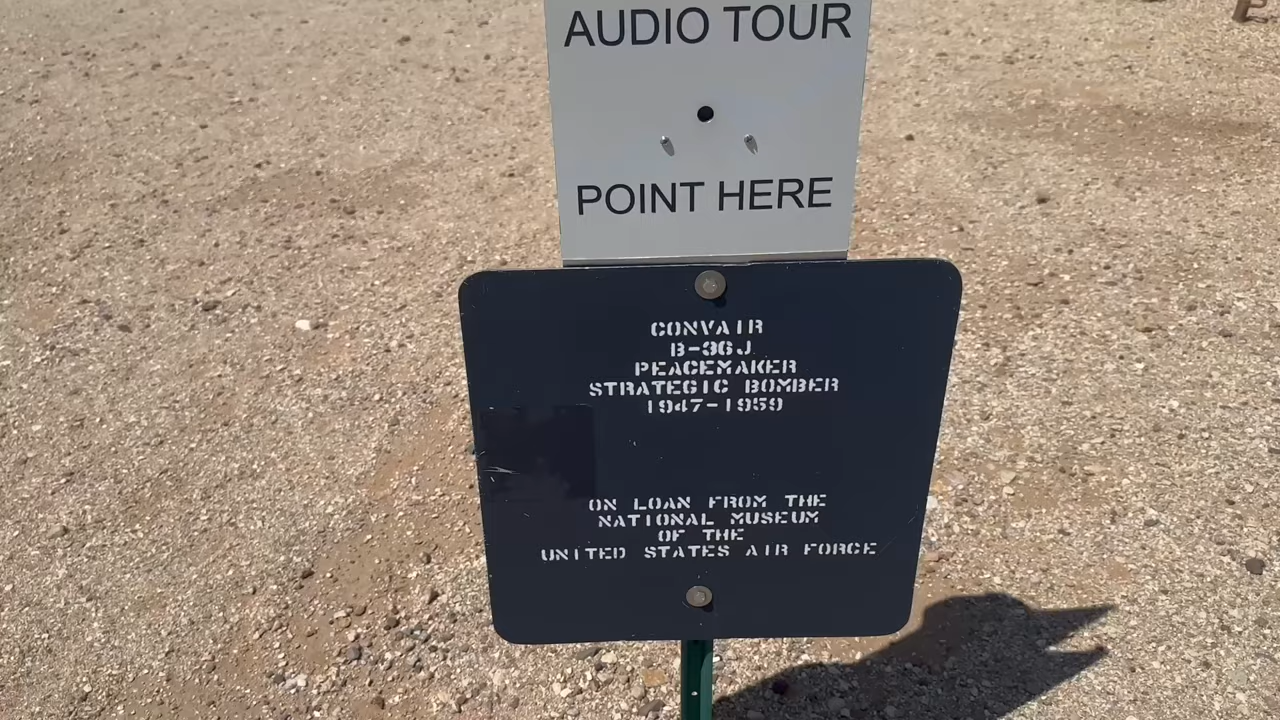 AUDIO TOUR
POINT HERE
CONVAIR
B-36J
PEACEMAKER
STRATEGIC BOMBER
1947-1959
ON LOAN FROM THE
NATIONAL MUSEUM
OF THE
UNITED STATES AIR FORCE